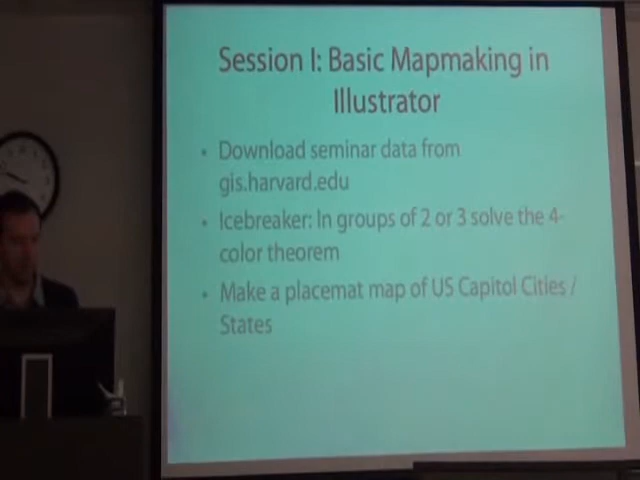 Session I: Basic Mapmaking in
Illustrator
• Download seminar data from
gis.harvard.edu
• Icebreaker: In groups of 2 or 3 solve the 4-
color theorem
• Make a placemat map of US Capitol Cities /
States